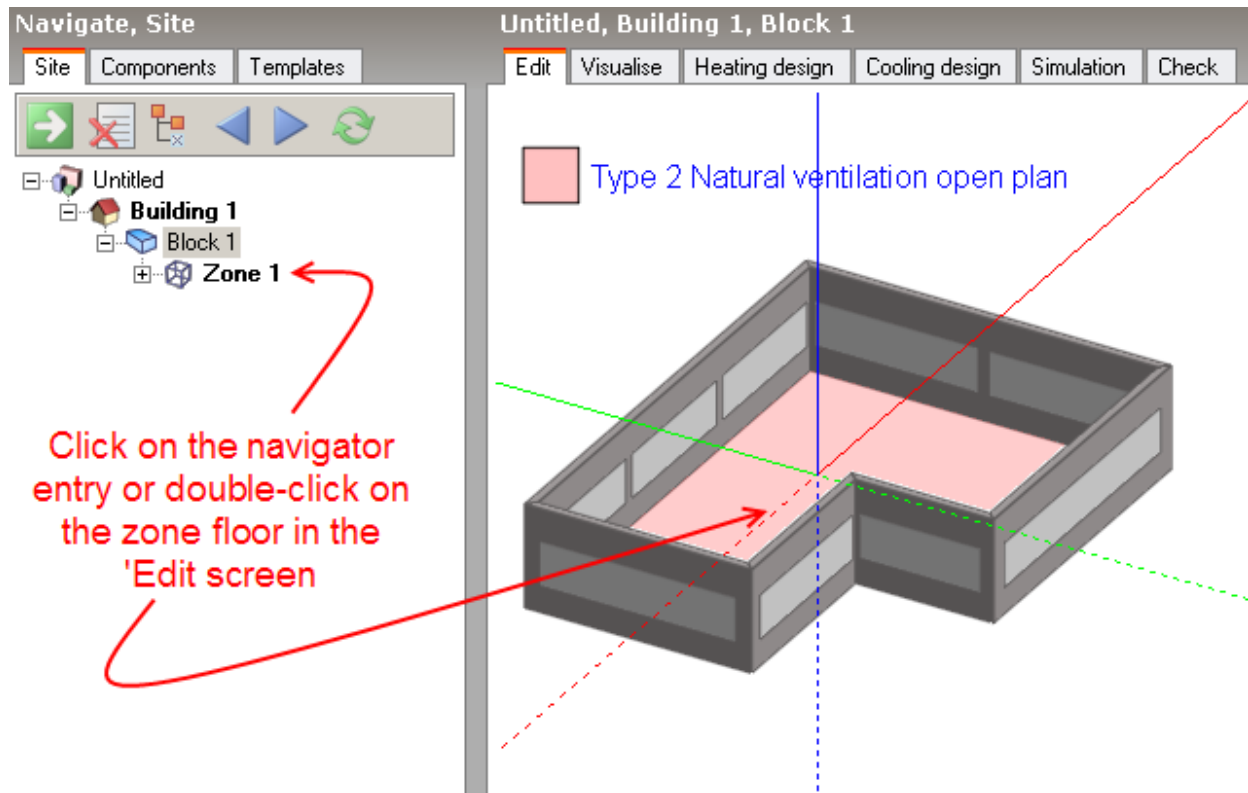 Navigate, Site
Site Components Templates
Untitled
Building 1
Block 1
Zone 1
Click on the navigator
entry or double-click on
the zone floor in the
'Edit screen
Untitled, Building 1, Block 1
Edit Visualise Heating design Cooling design Simulation Check
Type 2 Natural ventilation open plan